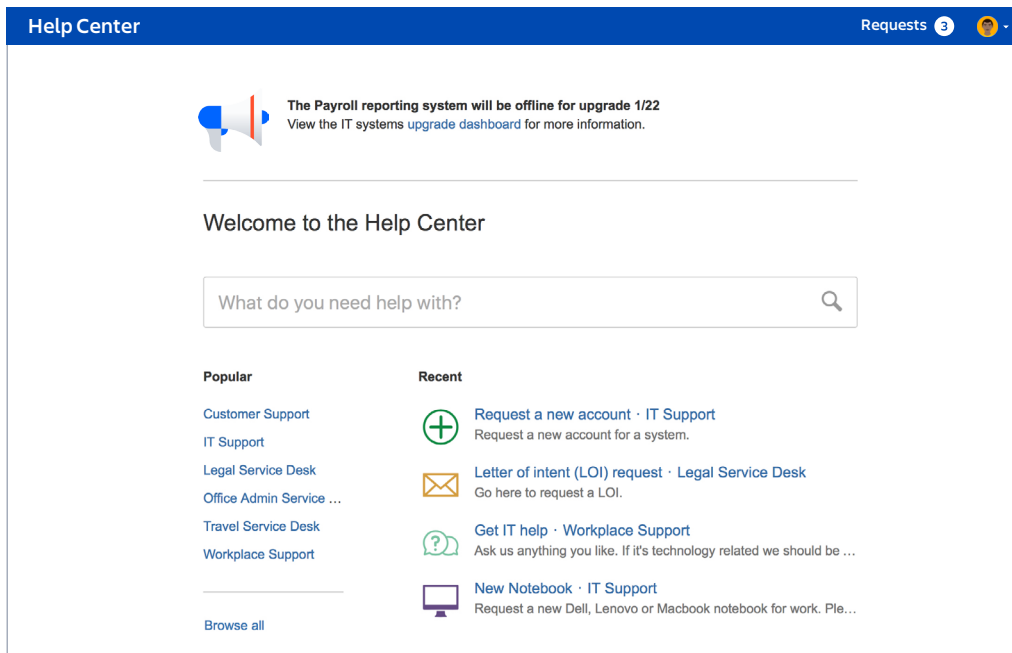 Help Center
Requests 3
The Payroll reporting system will be offline for upgrade 1/22
View the IT systems upgrade dashboard for more information.
Welcome to the Help Center
What do you need help with?
Popular
Customer Support
IT Support
Legal Service Desk
Office Admin Service ...
Travel Service Desk
Workplace Support
Browse all
Recent
Request a new account · IT Support
Request a new account for a system.
Letter of intent (LOI) request · Legal Service Desk
Go here to request a LOI.
Get IT help · Workplace Support
Ask us anything you like. If it's technology related we should be ...
New Notebook · IT Support
Request a new Dell, Lenovo or Macbook notebook for work. Ple...